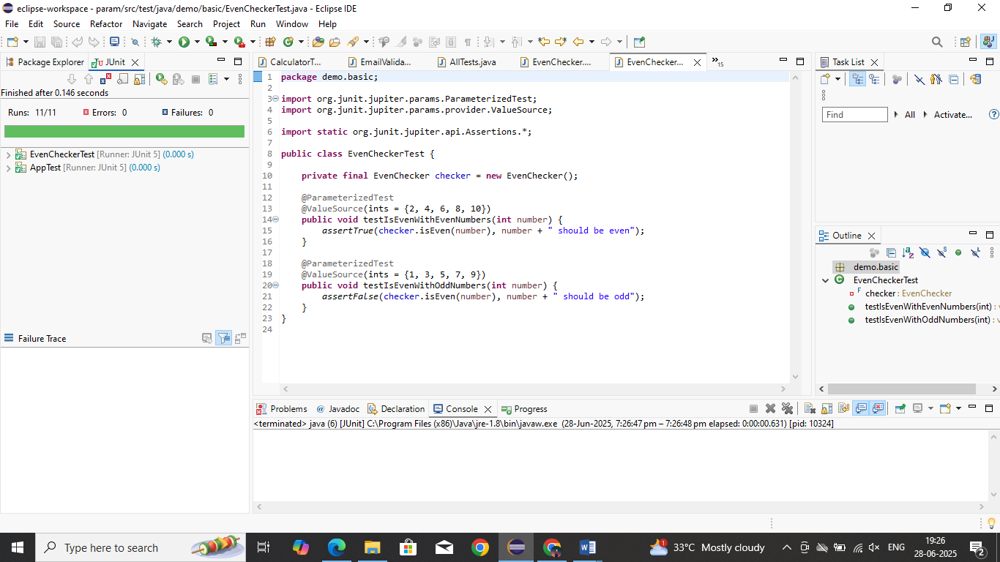 eclipse-workspace - param/src/test/java/demo/basic/EvenCheckerTest.java - Eclipse IDE
File Edit Source Refactor Navigate Search Project Run Window Help
Package Explorer JUnit
Finished after 0.146 seconds
Runs: 11/11 Errors: 0 Failures: 0
EvenCheckerTest [Runner: JUnit 5] (0.000 s)
AppTest [Runner: JUnit 5] (0.000 s)
Failure Trace
CalculatorT... EmailValida... AllTests.java EvenChecker.... EvenChecker... »15
1 package demo.basic;
2
3 import org.junit.jupiter.params.ParameterizedTest;
4 import org.junit.jupiter.params.provider.ValueSource;
5
6 import static org.junit.jupiter.api.Assertions.*;
7
8 public class EvenCheckerTest {
9
10 private final EvenChecker checker = new EvenChecker();
11
12 @ParameterizedTest
13 @ValueSource(ints = {2, 4, 6, 8, 10})
14 public void testIsEvenWithEvenNumbers(int number) {
15 assertTrue(checker.isEven(number), number + " should be even");
16 }
17
18 @ParameterizedTest
19 @ValueSource(ints = {1, 3, 5, 7, 9})
20 public void testIsEvenWithOddNumbers(int number) {
21 assertFalse(checker.isEven(number), number + " should be odd");
22 }
23 }
24
Task List
Find All Activate...
Outline
demo.basic
EvenCheckerTest
checker : EvenChecker
testIsEvenWithEvenNumbers(int) : v
testIsEvenWithOddNumbers(int) : v
Problems Javadoc Declaration Console Progress
<terminated> java (6) [JUnit] C:\Program Files (x86)\Java\jre-1.8\bin\javaw.exe (28-Jun-2025, 7:26:47 pm – 7:26:48 pm elapsed: 0:00:00.631) [pid: 10324]
Type here to search
1 33°C Mostly cloudy ENG 19:26
28-06-2025 2